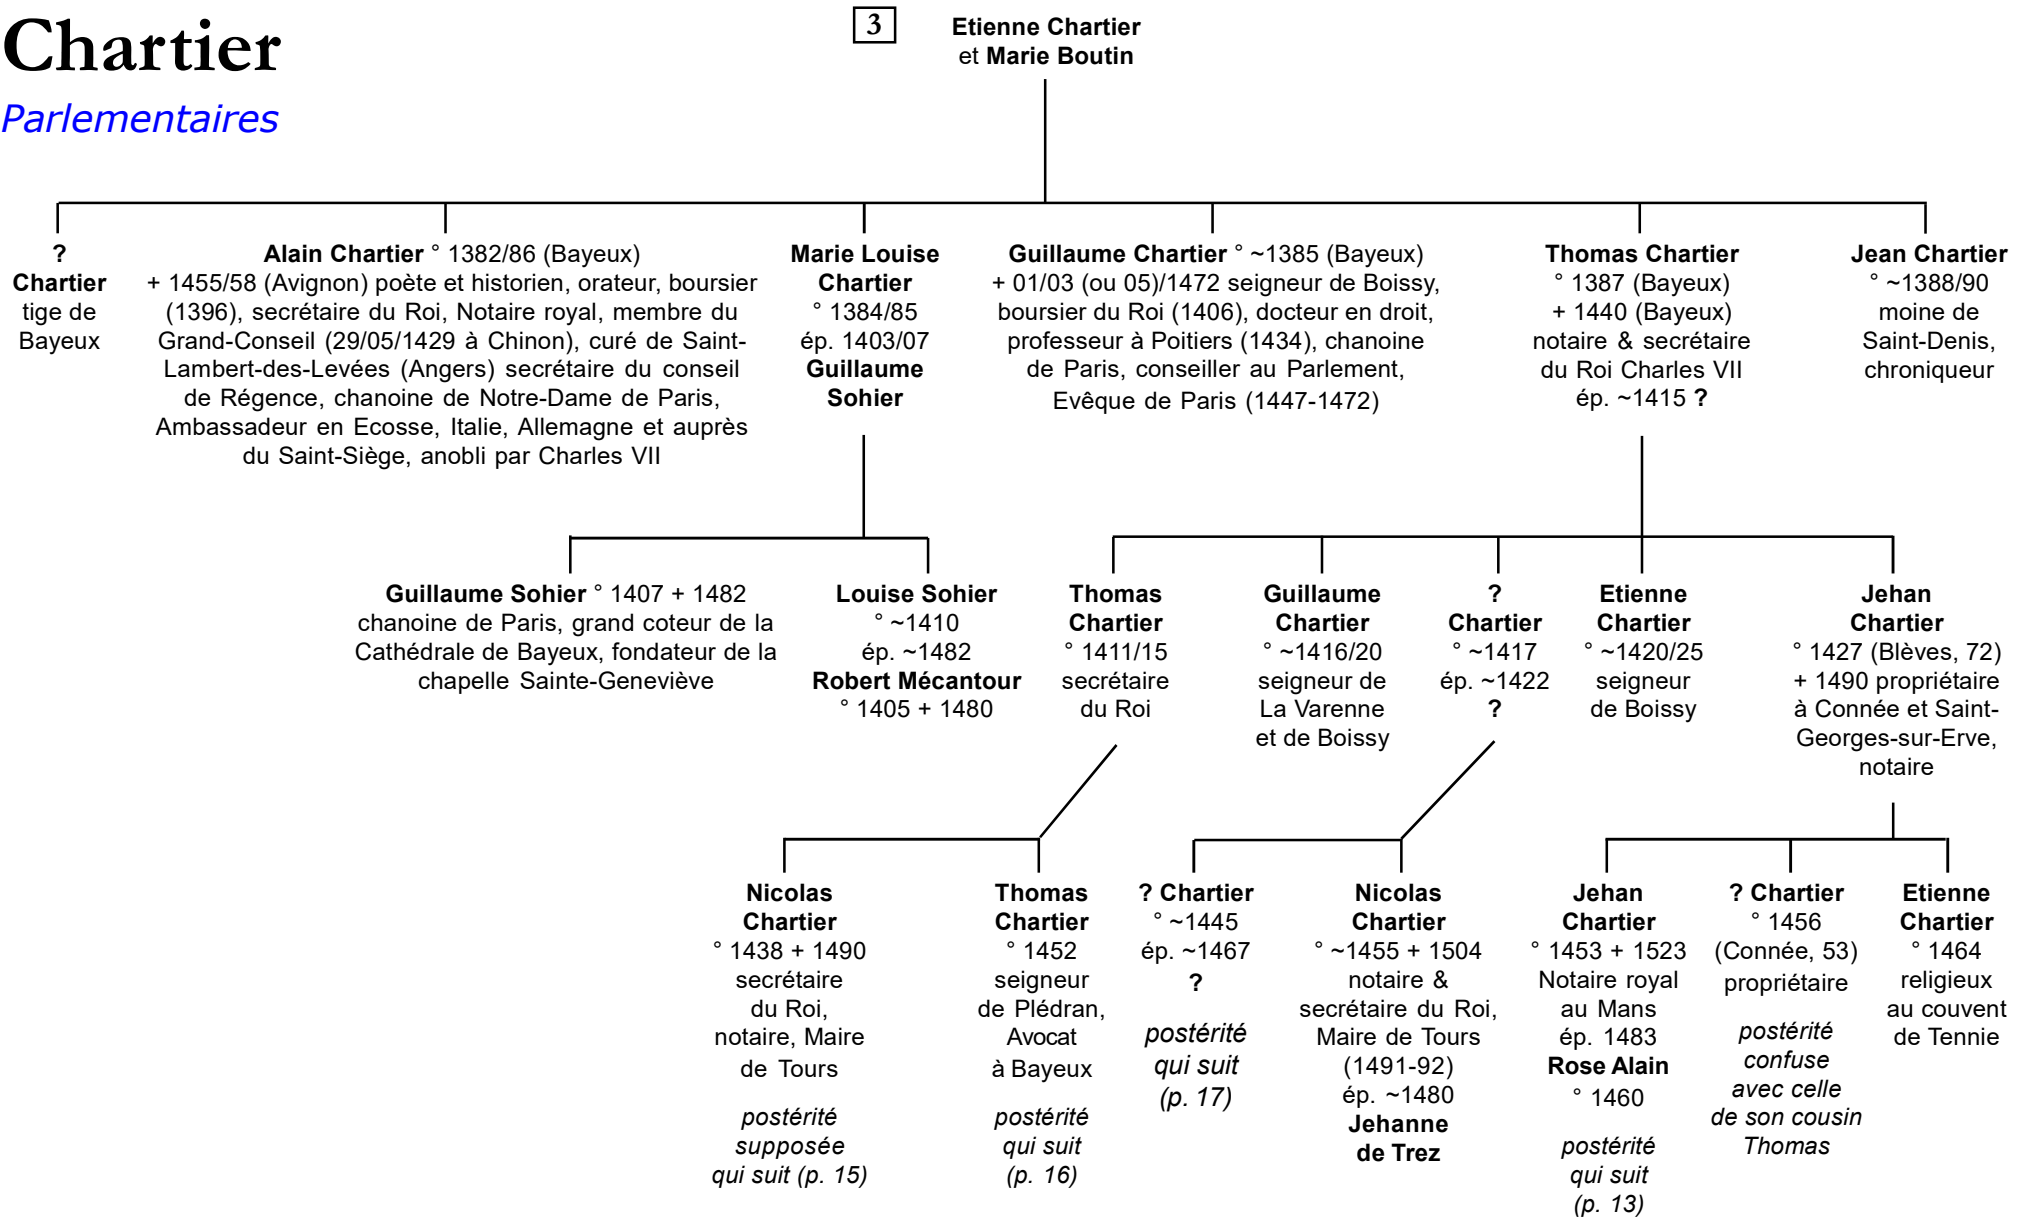 Chartier
Parlementaires
3
Etienne Chartier
et Marie Boutin
?
Chartier
tige de
Bayeux
Alain Chartier ° 1382/86 (Bayeux)
+ 1455/58 (Avignon) poète et historien, orateur, boursier
(1396), secrétaire du Roi, Notaire royal, membre du
Grand-Conseil (29/05/1429 à Chinon), curé de Saint-
Lambert-des-Levées (Angers) secrétaire du conseil
de Régence, chanoine de Notre-Dame de Paris,
Ambassadeur en Ecosse, Italie, Allemagne et auprès
du Saint-Siège, anobli par Charles VII
Marie Louise
Chartier
° 1384/85
ép. 1403/07
Guillaume
Sohier
Guillaume Chartier ° ~1385 (Bayeux)
+ 01/03 (ou 05)/1472 seigneur de Boissy,
boursier du Roi (1406), docteur en droit,
professeur à Poitiers (1434), chanoine
de Paris, conseiller au Parlement,
Evêque de Paris (1447-1472)
Thomas Chartier
° 1387 (Bayeux)
+ 1440 (Bayeux)
notaire & secrétaire
du Roi Charles VII
ép. ~1415 ?
Jean Chartier
° ~1388/90
moine de
Saint-Denis,
chroniqueur
Guillaume Sohier ° 1407 + 1482
chanoine de Paris, grand coteur de la
Cathédrale de Bayeux, fondateur de la
chapelle Sainte-Geneviève
Louise Sohier
° ~1410
ép. ~1482
Robert Mécantour
° 1405 + 1480
Thomas
Chartier
° 1411/15
secrétaire
du Roi
Guillaume
Chartier
° ~1416/20
seigneur de
La Varenne
et de Boissy
?
Chartier
° ~1417
ép. ~1422
?
Etienne
Chartier
° ~1420/25
seigneur
de Boissy
Jehan
Chartier
° 1427 (Blèves, 72)
+ 1490 propriétaire
à Connée et Saint-
Georges-sur-Erve,
notaire
Nicolas
Chartier
° 1438 + 1490
secrétaire
du Roi,
notaire, Maire
de Tours
postérité
supposée
qui suit (p. 15)
Thomas
Chartier
° 1452
seigneur
de Plédran,
Avocat
à Bayeux
postérité
qui suit
(p. 16)
? Chartier
° ~1445
ép. ~1467
?
postérité
qui suit
(p. 17)
Nicolas
Chartier
° ~1455 + 1504
notaire &
secrétaire du Roi,
Maire de Tours
(1491-92)
ép. ~1480
Jehanne
de Trez
Jehan
Chartier
° 1453 + 1523
Notaire royal
au Mans
ép. 1483
Rose Alain
° 1460
postérité
qui suit
(p. 13)
? Chartier
° 1456
(Connée, 53)
propriétaire
postérité
confuse
avec celle
de son cousin
Thomas
Etienne
Chartier
° 1464
religieux
au couvent
de Tennie